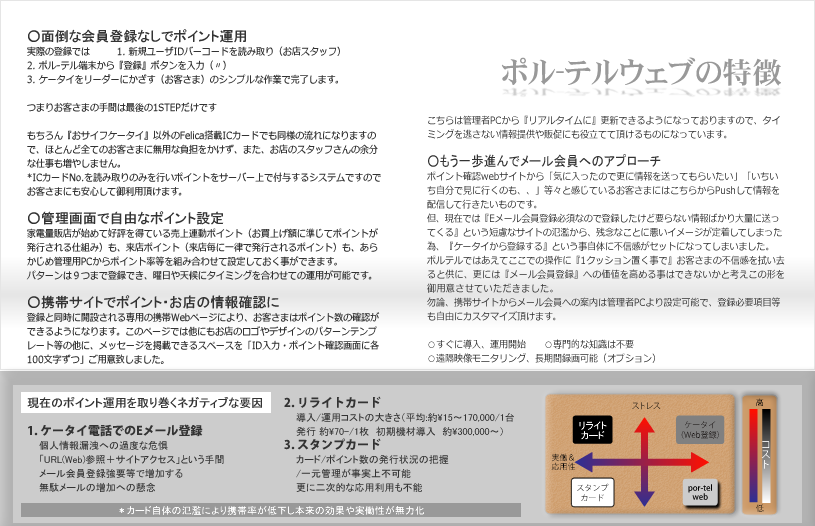 〇面倒な会員登録なしでポイント運用
実際の登録では　　1. 新規ユーザIDバーコードを読み取り（お店スタッフ）
2. ポル-テル端末から『登録』ボタンを入力（〃）
3. ケータイをリーダーにかざす（お客さま）のシンプルな作業で完了します。
つまりお客さまの手間は最後の1STEPだけです
もちろん『おサイフケータイ』以外のFelica搭載ICカードでも同様の流れになりますの
で、ほとんど全てのお客さまに無用な負担をかけず、また、お店のスタッフさんの余分
な仕事も増やしません。
*ICカードNo.を読み取りのみを行いポイントをサーバー上で付与するシステムですので
お客さまにも安心して御利用頂けます。
〇管理画面で自由なポイント設定
家電量販店が始めて好評を得ている売上連動ポイント（お買上げ額に準じてポイントが
発行される仕組み）も、来店ポイント（来店毎に一律で発行されるポイント）も、あら
かじめ管理用PCからポイント率等を組み合わせて設定しておく事ができます。
パターンは９つまで登録でき、曜日や天候にタイミングを合わせての運用が可能です。
〇携帯サイトでポイント・お店の情報確認に
登録と同時に開設される専用の携帯Webページにより、お客さまはポイント数の確認が
できるようになります。このページでは他にもお店のロゴやデザインのパターンテンプ
レート等の他に、メッセージを掲載できるスペースを「ID入力・ポイント確認画面に各
100文字ずつ」ご用意致しました。
ポル-テルウェブの特徴
こちらは管理者PCから『リアルタイムに』更新できるようになっておりますので、タイ
ミングを逃さない情報提供や販促にも役立てて頂けるものになっています。
〇もう一歩進んでメール会員へのアプローチ
ポイント確認webサイトから「気に入ったので更に情報を送ってもらいたい」「いちい
ち自分で見に行くのも、、」等々と感じているお客さまにはこちらからPushして情報を
配信して行きたいものです。
但、現在では『Eメール会員登録必須なので登録したけど要らない情報ばかり大量に送っ
てくる』という短慮なサイトの氾濫から、残念なことに悪いイメージが定着してしまった
為、『ケータイから登録する』という事自体に不信感がセットになってしまいました。
ポルテルではあえてここでの操作に『1クッション置く事で』お客さまの不信感を拭い去
ると供に、更には『メール会員登録』への価値を高める事はできないかと考えこの形を
御用意させていただきました。
勿論、携帯サイトからメール会員への案内は管理者PCより設定可能で、登録必要項目等
も自由にカスタマイズ頂けます。
○すぐに導入、運用開始　　○専門的な知識は不要
○遠隔映像モニタリング、長期間録画可能（オプション）
現在のポイント運用を取り巻くネガティブな要因
1. ケータイ電話でのEメール登録
個人情報漏洩への過度な危惧
「URL(Web)参照＋サイトアクセス」という手間
メール会員登録強要等で増加する
無駄メールの増加への懸念
2. リライトカード
導入/運用コストの大きさ（平均:約¥15～170,000/1台
発行 約¥70-/1枚　初期機材導入　約¥300,000～）
3. スタンプカード
カード/ポイント数の発行状況の把握
/一元管理が事実上不可能
更に二次的な応用利用も不能
＊カード自体の氾濫により携帯率が低下し本来の効果や実働性が無力化
ストレス
リライト
カード
ケータイ
（Web登録）
実働＆
応用性
スタンプ
カード
por-tel
web
高
コスト
低